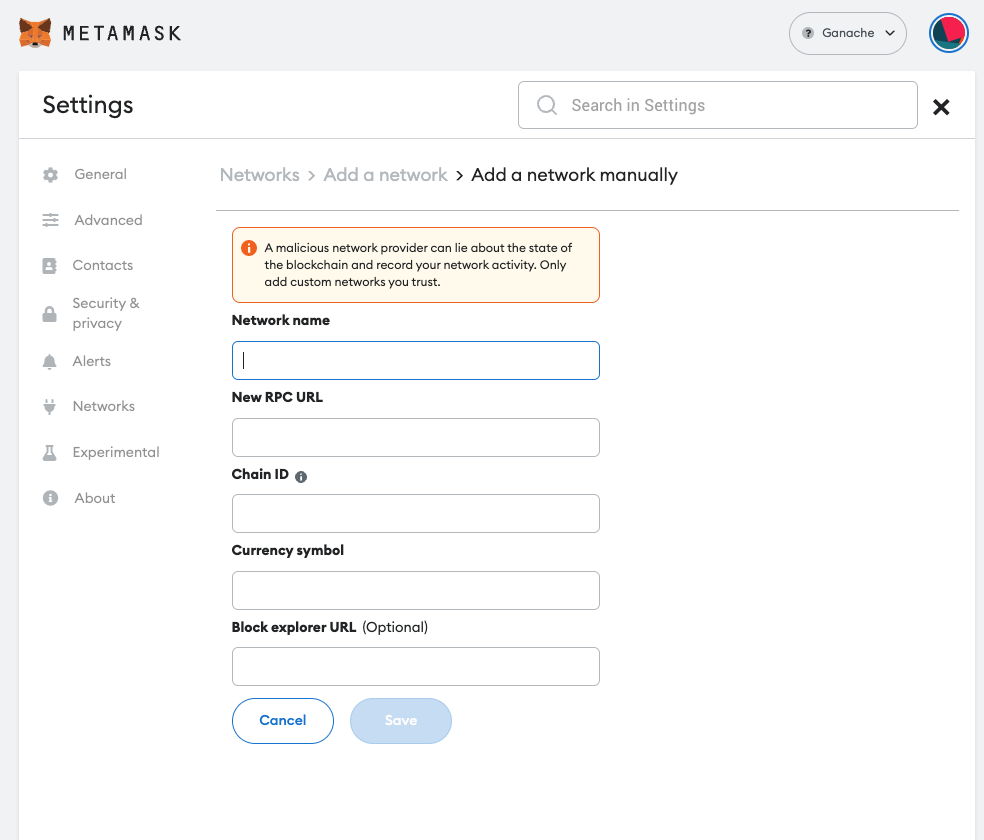 METAMASK
Ganache
Settings
Search in Settings
General
Advanced
Contacts
Security &
privacy
Alerts
Networks
Experimental
About
Networks > Add a network > Add a network manually
A malicious network provider can lie about the state of
the blockchain and record your network activity. Only
add custom networks you trust.
Network name
New RPC URL
Chain ID
Currency symbol
Block explorer URL (Optional)
Cancel
Save